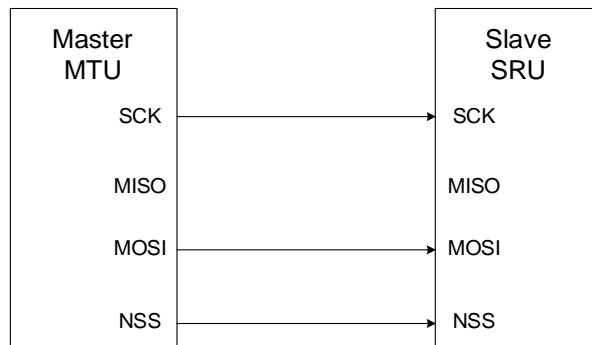 Master
MTU
SCK
MISO
MOSI
NSS
Slave
SRU
SCK
MISO
MOSI
NSS